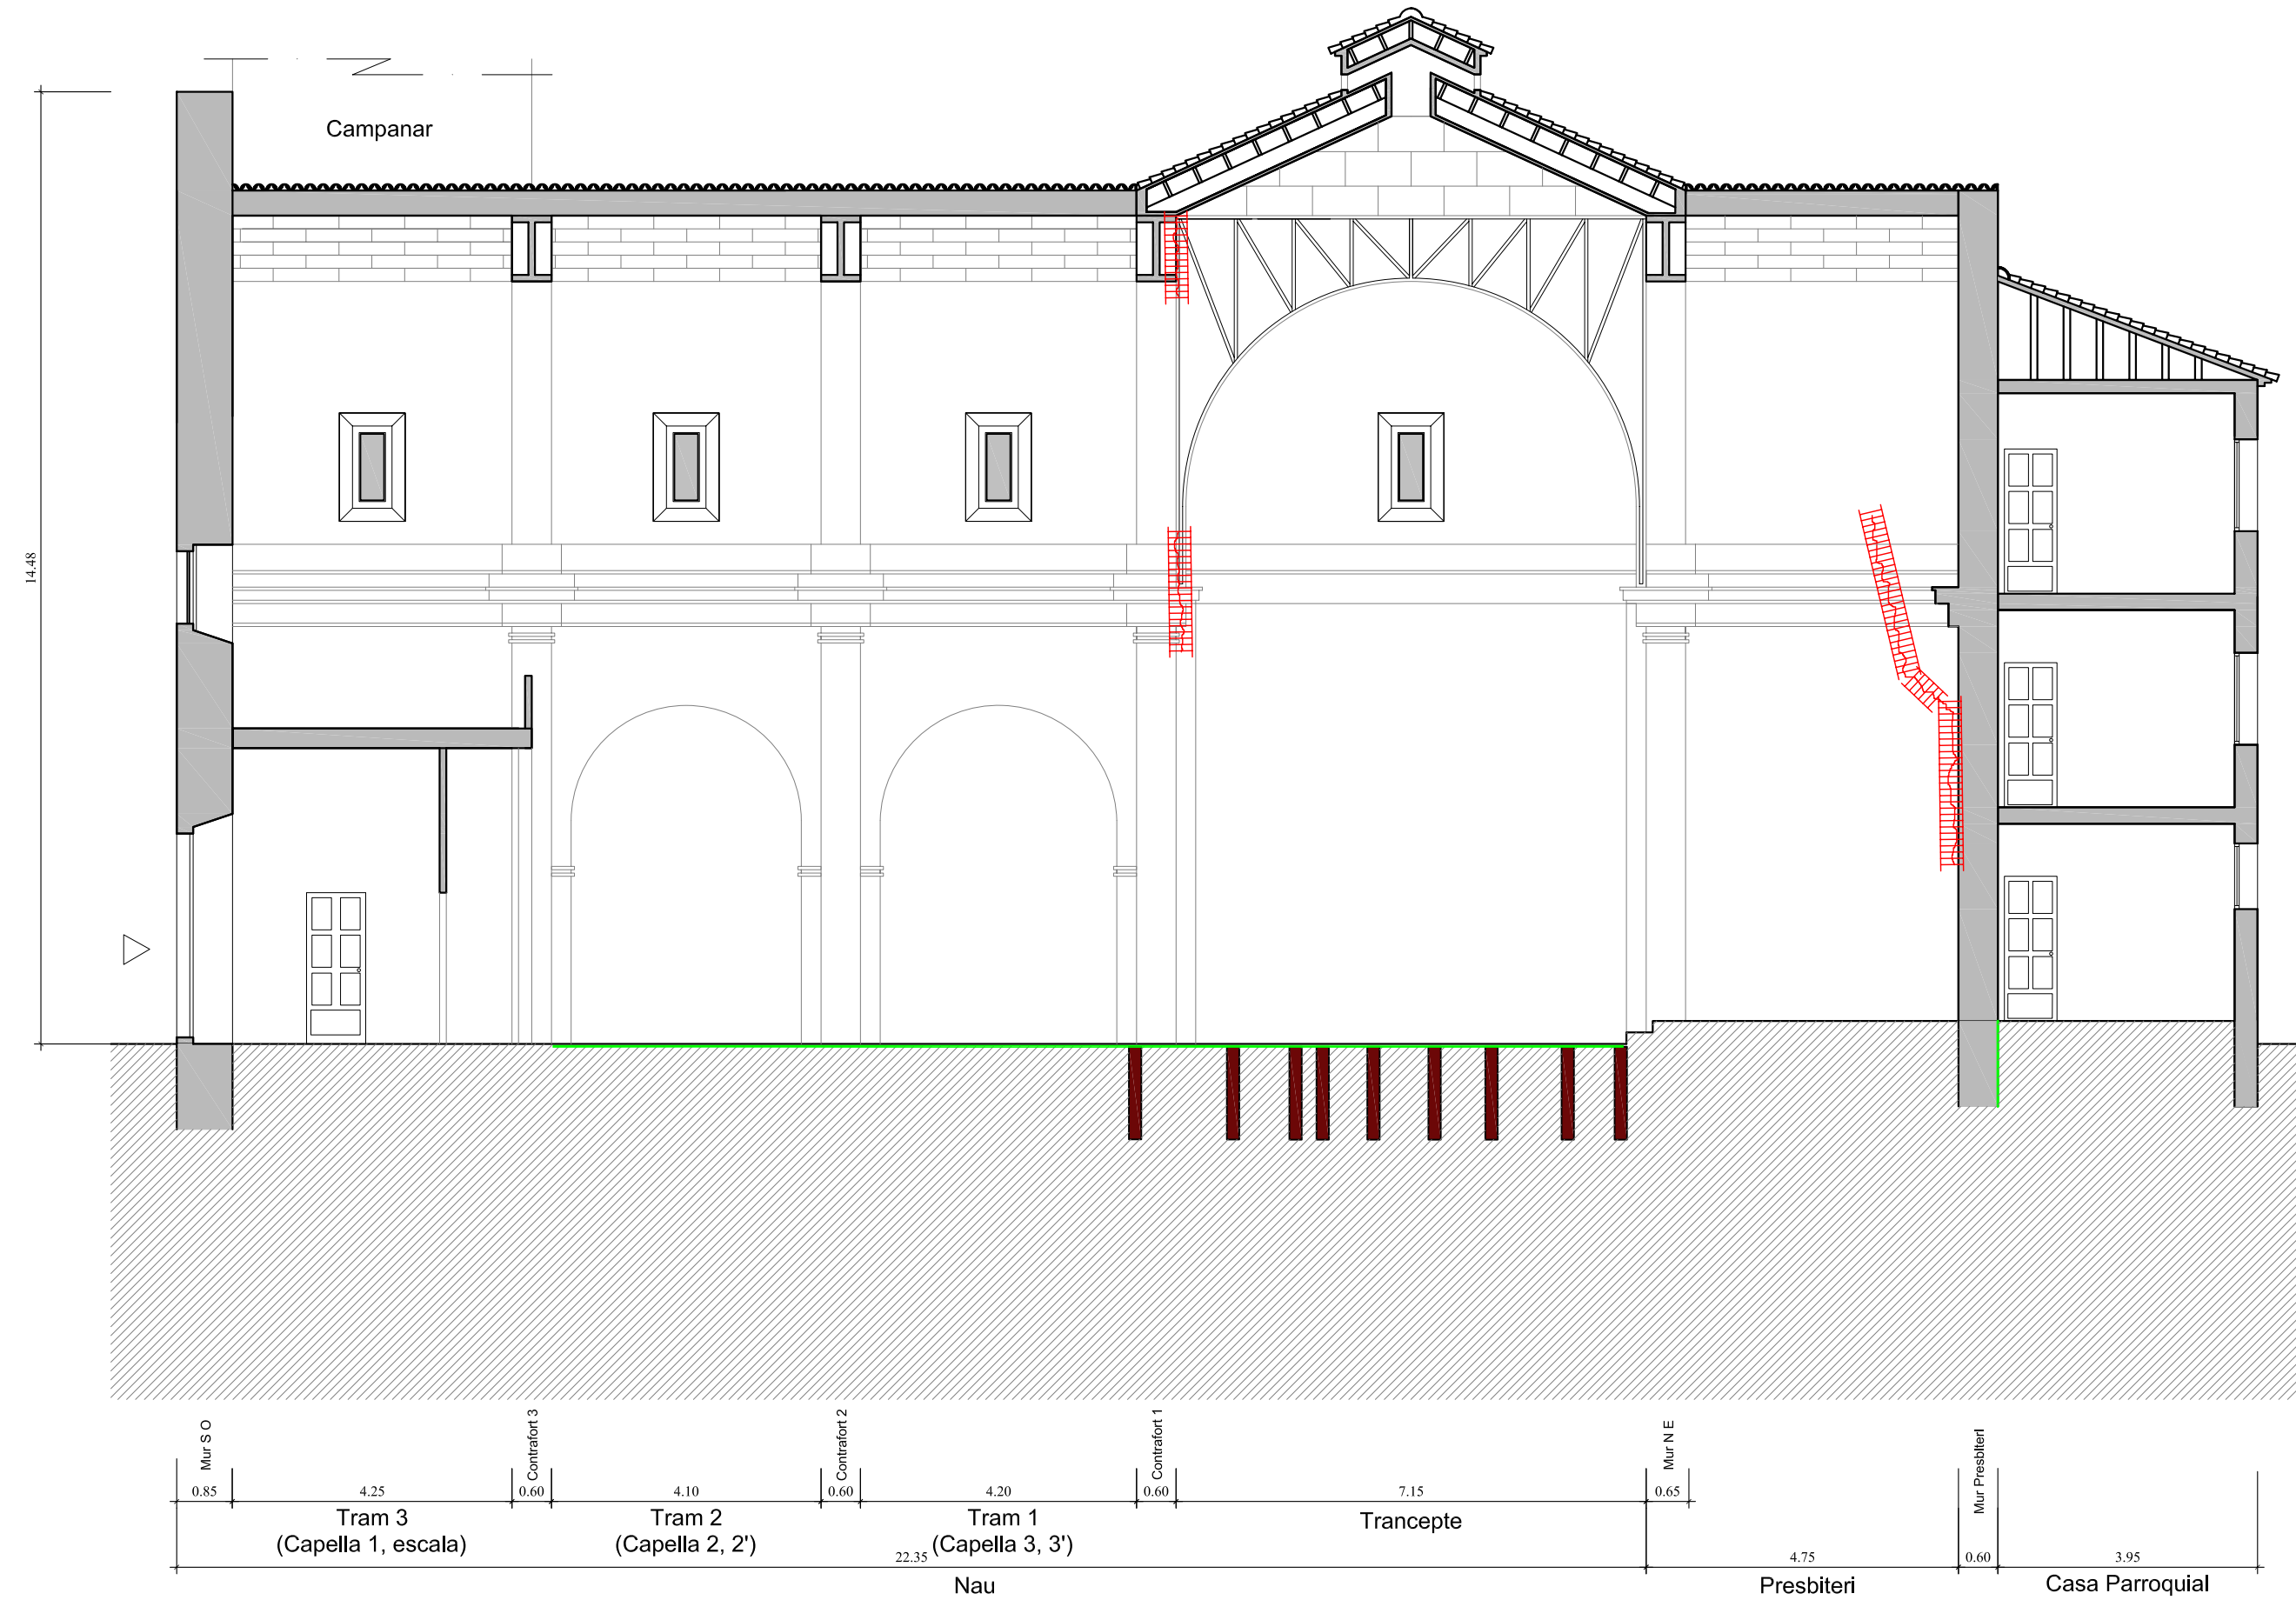 Campanar
14.48
Mur S O
Contrafort 3
Contrafort 2
Contrafort 1
Mur N E
Mur Presbiteri
0.85
4.25
0.60
4.10
0.60
4.20
0.60
7.15
0.65
Tram 3
(Capella 1, escala)
Tram 2
(Capella 2, 2')
Tram 1
(Capella 3, 3')
Trancepte
22.35
4.75
0.60
3.95
Nau
Presbiteri
Casa Parroquial